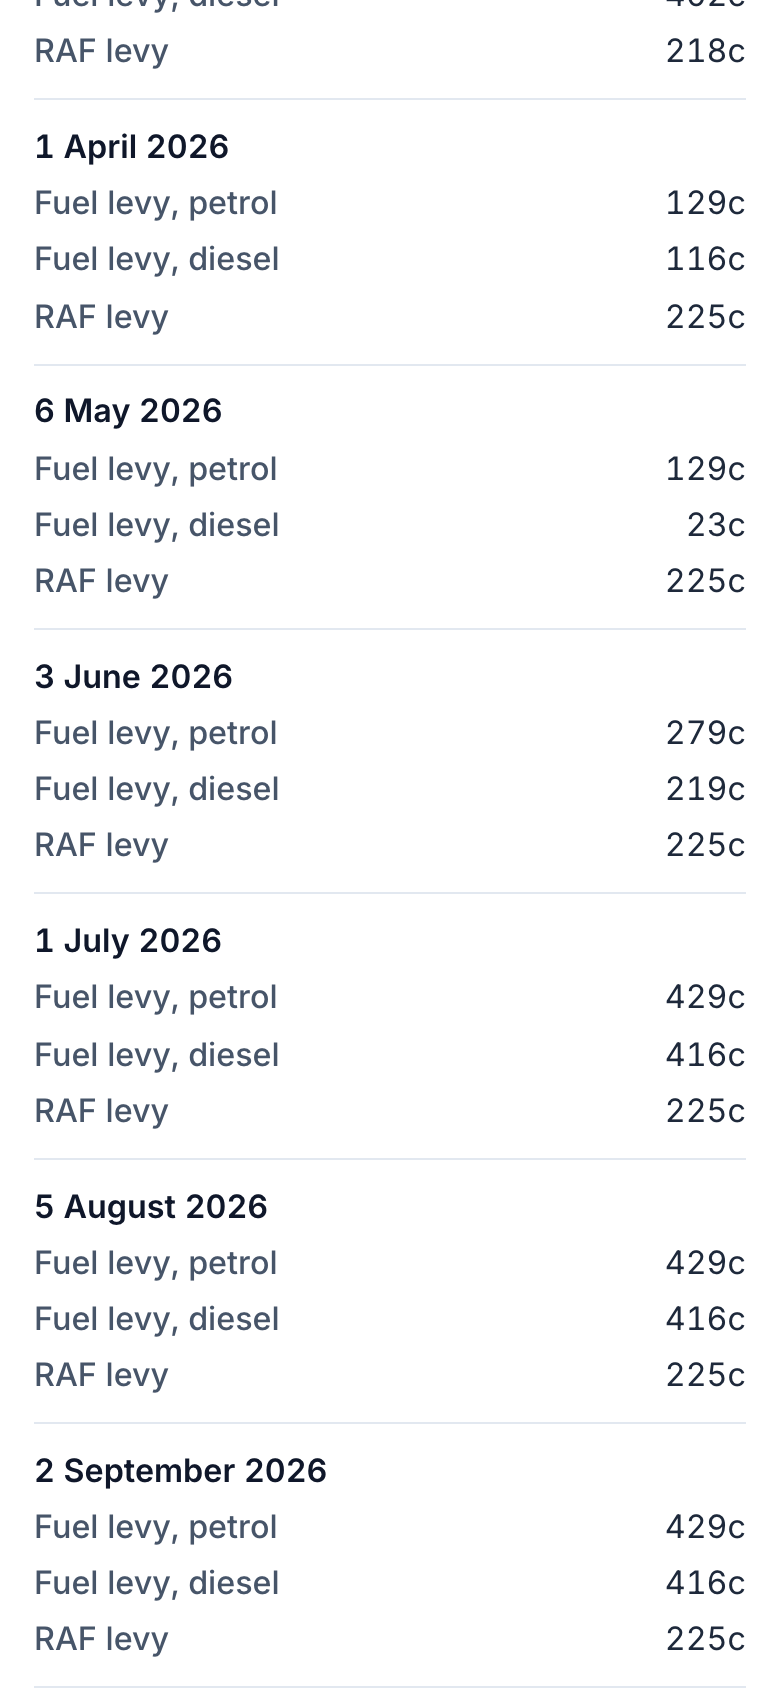 RAF levy 218c
1 April 2026
Fuel levy, petrol 129c
Fuel levy, diesel 116c
RAF levy 225c
6 May 2026
Fuel levy, petrol 129c
Fuel levy, diesel 23c
RAF levy 225c
3 June 2026
Fuel levy, petrol 279c
Fuel levy, diesel 219c
RAF levy 225c
1 July 2026
Fuel levy, petrol 429c
Fuel levy, diesel 416c
RAF levy 225c
5 August 2026
Fuel levy, petrol 429c
Fuel levy, diesel 416c
RAF levy 225c
2 September 2026
Fuel levy, petrol 429c
Fuel levy, diesel 416c
RAF levy 225c